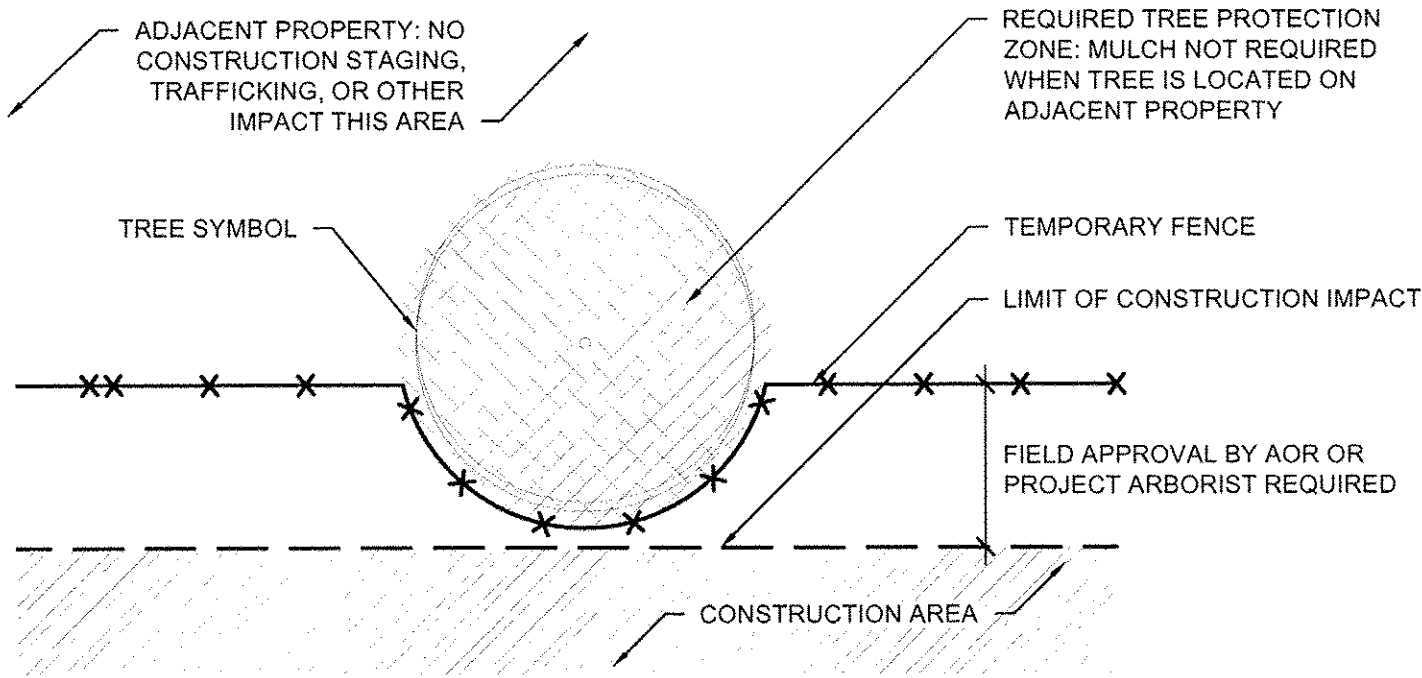 ADJACENT PROPERTY: NO
CONSTRUCTION STAGING,
TRAFFICKING, OR OTHER
IMPACT THIS AREA
REQUIRED TREE PROTECTION
ZONE: MULCH NOT REQUIRED
WHEN TREE IS LOCATED ON
ADJACENT PROPERTY
TREE SYMBOL
TEMPORARY FENCE
LIMIT OF CONSTRUCTION IMPACT
FIELD APPROVAL BY AOR OR
PROJECT ARBORIST REQUIRED
CONSTRUCTION AREA